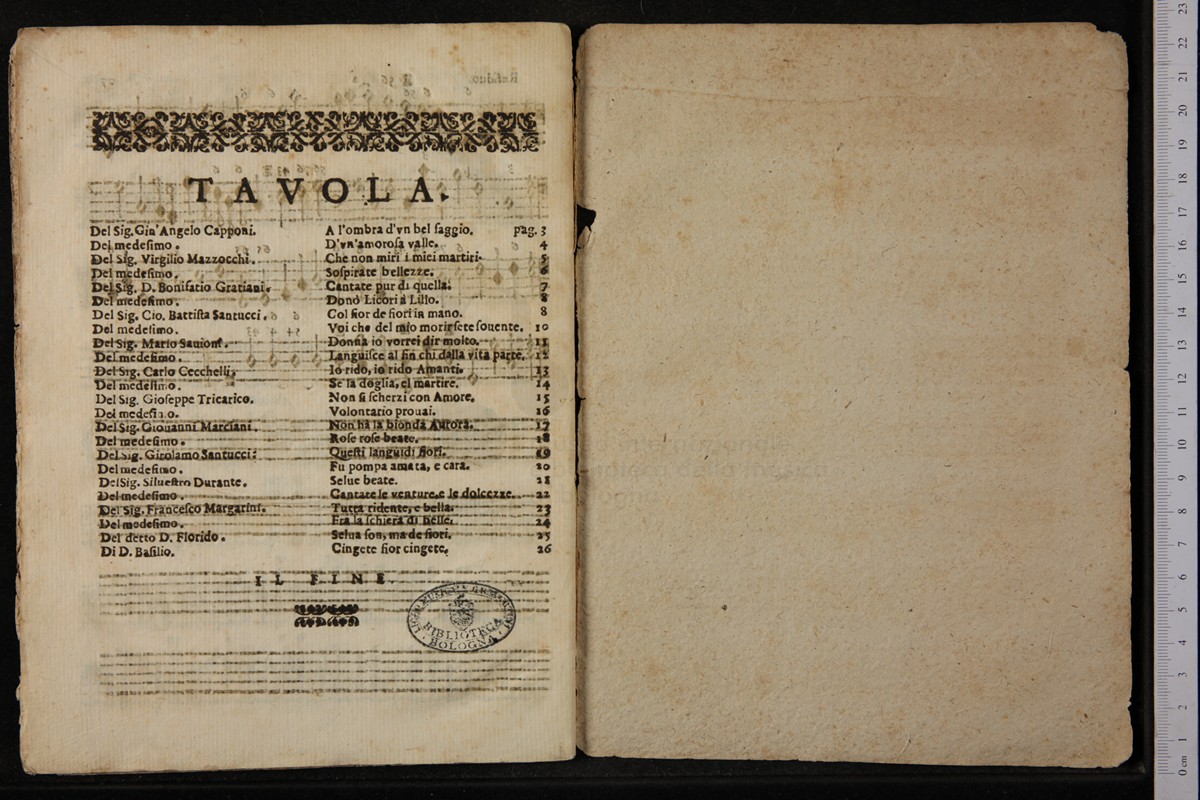 TAVOLA.
Del Sig. Gin'Angelo Capponi. A l'ombra d'vn bel faggio. pag. 3
Del medesimo. D'vn'amorosa valle. 4
Del Sig. Virgilio Mazzocchi. Che non miri i miei martiri. 5
Del medesimo. Sospirate bellezze. 6
Del Sig. D. Bonifatio Gratiani. Cantate pur di quella. 7
Del medesimo. Donò Licori à Lillo. 8
Del Sig. Cio. Battista Santucci. Col fior de fiori in mano. 8
Del medesimo. Voi che del mio morir sete souente. 10
Del Sig. Mario Sauioni. Donna io vorrei dir molto. 11
Del medesimo. Languisce al fin chi dalla vita parte. 12
Del Sig. Carlo Cecchelli. Io rido, io rido Amanti. 13
Del medesimo. Se la doglia, el martire. 14
Del Sig. Gioseppe Tricarico. Non si scherzi con Amore. 15
Del medesimo. Volontario prouai. 16
Del Sig. Giouanni Marciani. Non hà la bionda Aurora. 17
Del medesimo. Rose rose beate. 18
Del Sig. Girolamo Santucci. Questi languidi fiori. 19
Del medesimo. Fu pompa amata, e cara. 20
Del Sig. Siluestro Durante. Selue beate. 21
Del medesimo. Cantate le venture, e le dolcezze. 22
Del Sig. Francesco Margarini. Tutta ridente, e bella. 23
Del medesimo. Fra la schiera di belle. 24
Del detto D. Florido. Selua son, ma de fiori. 25
Di D. Basilio. Cingete fior cingete. 26
IL FINE.
BIBLIOTECA
BOLOGNA